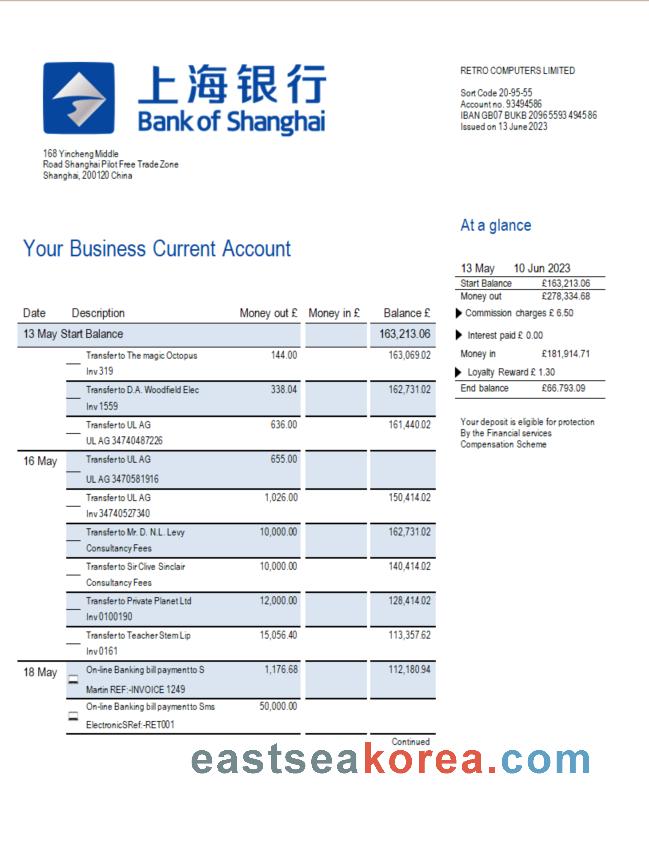 上海银行
Bank of Shanghai
168 Yincheng Middle
Road Shanghai Pilot Free Trade Zone
Shanghai, 200120 China
RETRO COMPUTERS LIMITED
Sort Code 20-95-55
Account no. 93494586
IBAN GB07 BUKB 20965593 494586
Issued on 13 June 2023
Your Business Current Account
At a glance
13 May 10 Jun 2023
Start Balance £163,213.06
Money out £278,334.68
Commission charges £ 6.50
Interest paid £ 0.00
Money in £181,914.71
Loyalty Reward £ 1.30
End balance £66.793.09
Your deposit is eligible for protection
By the Financial services
Compensation Scheme
Date Description Money out £ Money in £ Balance £
13 May Start Balance 163,213.06
Transfer to The magic Octopus 144.00 163,069.02
Inv 319
Transfer to D.A. Woodfield Elec 338.04 162,731.02
Inv 1559
Transfer to UL AG 636.00 161,440.02
UL AG 34740487226
16 May Transfer to UL AG 655.00
UL AG 3470581916
Transfer to UL AG 1,026.00 150,414.02
Inv 34740527340
Transfer to Mr. D. N.L. Levy 10,000.00 162,731.02
Consultancy Fees
Transfer to Sir Clive Sinclair 10,000.00 140,414.02
Consultancy Fees
Transfer to Private Planet Ltd 12,000.00 128,414.02
Inv 0100190
Transfer to Teacher Stem Lip 15,056.40 113,357.62
Inv 0161
18 May On-line Banking bill payment to S 1,176.68 112,180.94
Martin REF:-INVOICE 1249
On-line Banking bill payment to Sms 50,000.00
ElectronicSRef:-RET001
Continued
eastseakorea.com